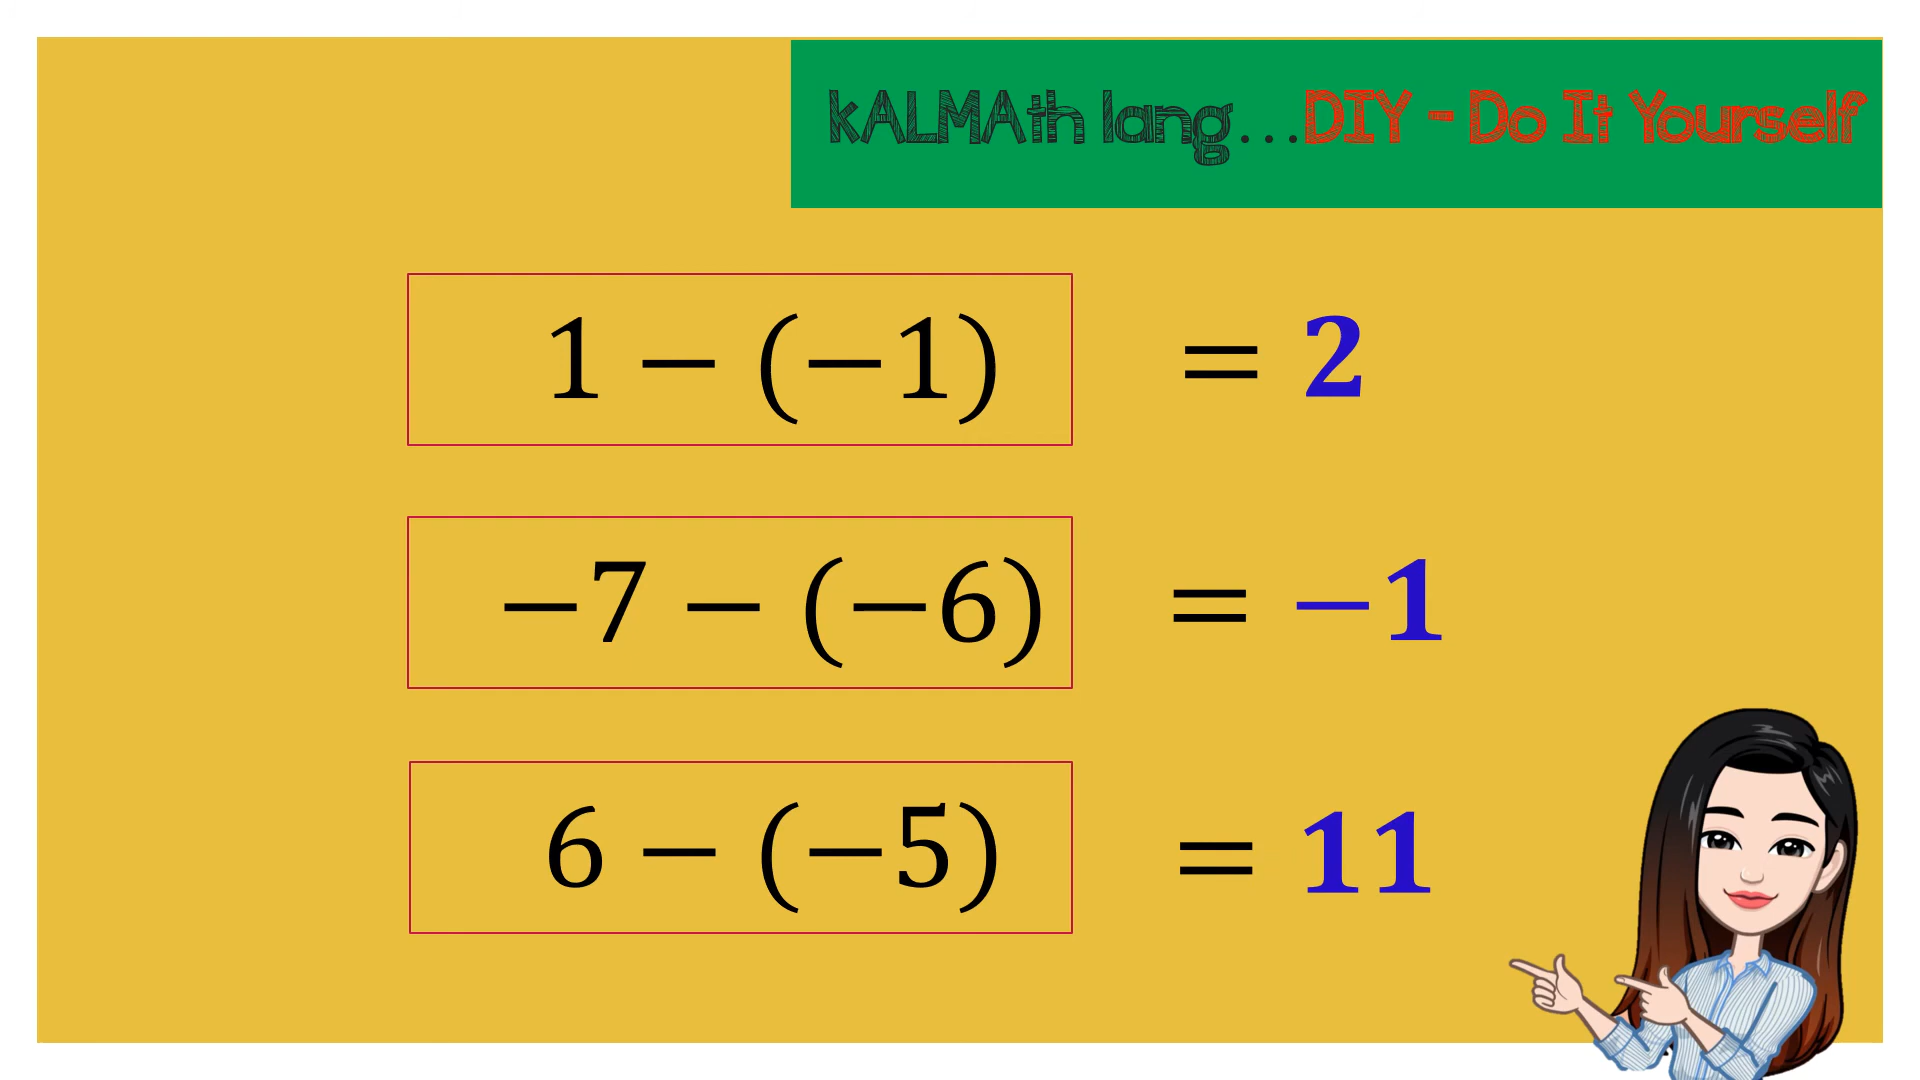 kALMAth lang...DIY - Do It Yourself
1 − (−1) = 2
−7 − (−6) = −1
6 − (−5) = 11